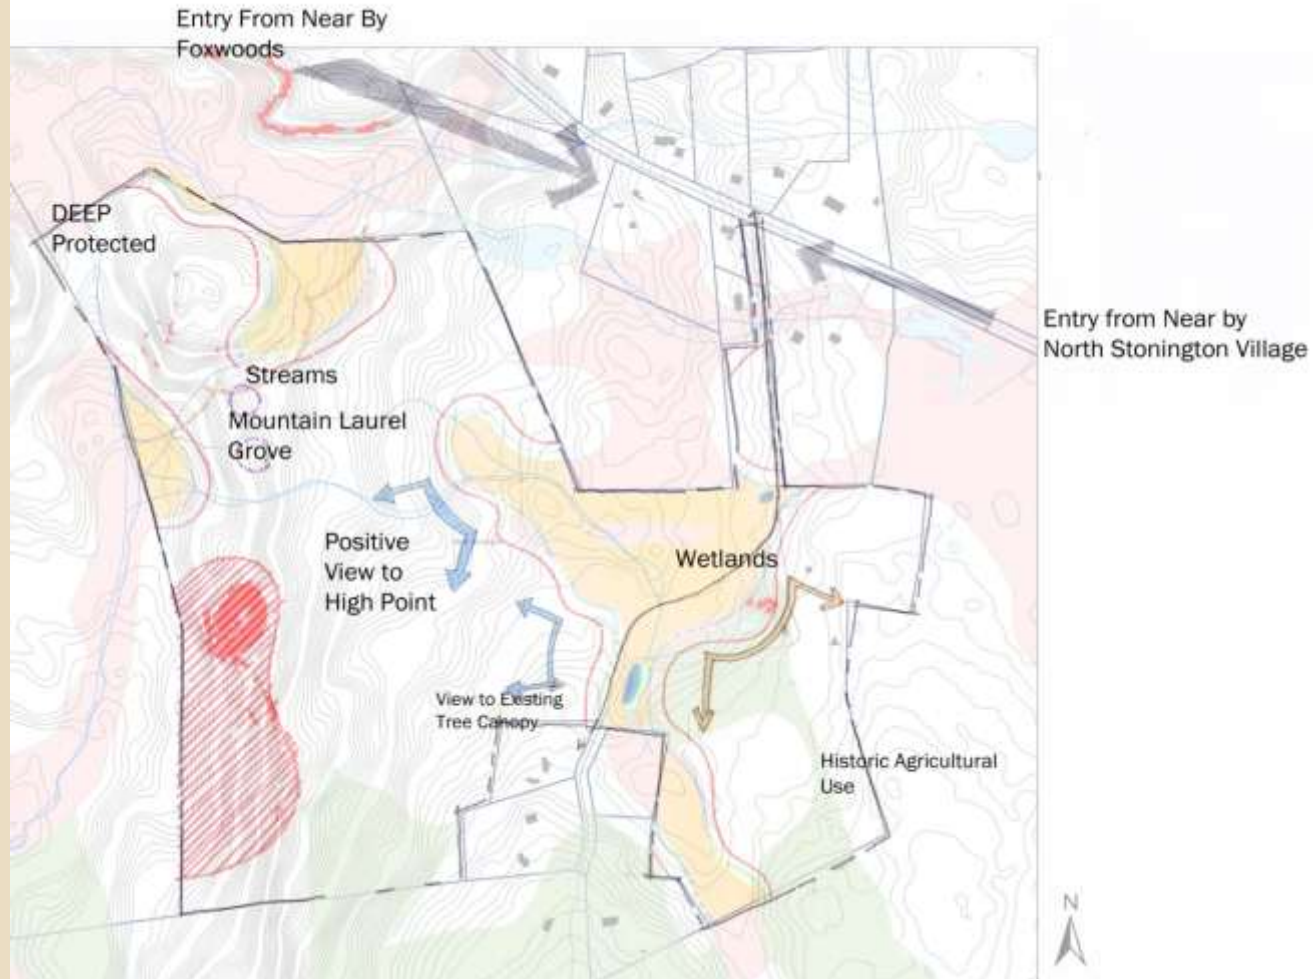 Entry From Near By
Foxwoods
DEEP
Protected
Entry from Near by
North Stonington Village
Streams
Mountain Laurel
Grove
Positive
View to
High Point
Wetlands
View to Existing
Tree Canopy
Historic Agricultural
Use
N